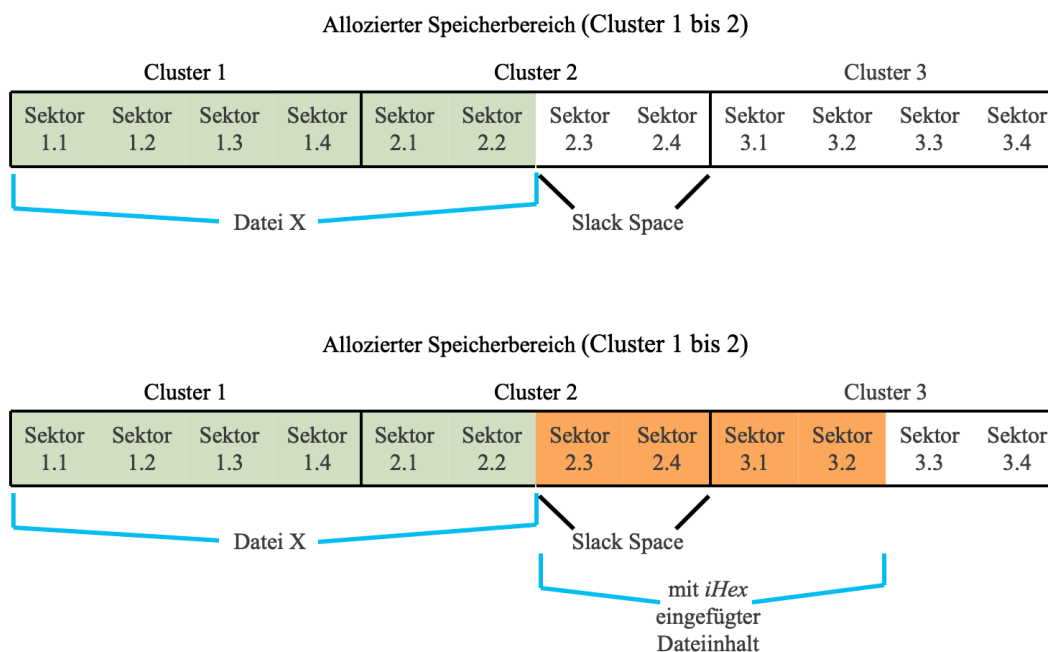 Allozierter Speicherbereich (Cluster 1 bis 2)
Cluster 1 Cluster 2 Cluster 3
Sektor Sektor Sektor Sektor Sektor Sektor Sektor Sektor Sektor Sektor Sektor Sektor
1.1 1.2 1.3 1.4 2.1 2.2 2.3 2.4 3.1 3.2 3.3 3.4
Datei X Slack Space
Allozierter Speicherbereich (Cluster 1 bis 2)
Cluster 1 Cluster 2 Cluster 3
Sektor Sektor Sektor Sektor Sektor Sektor Sektor Sektor Sektor Sektor Sektor Sektor
1.1 1.2 1.3 1.4 2.1 2.2 2.3 2.4 3.1 3.2 3.3 3.4
Datei X Slack Space
mit iHex
eingefügter
Dateiinhalt